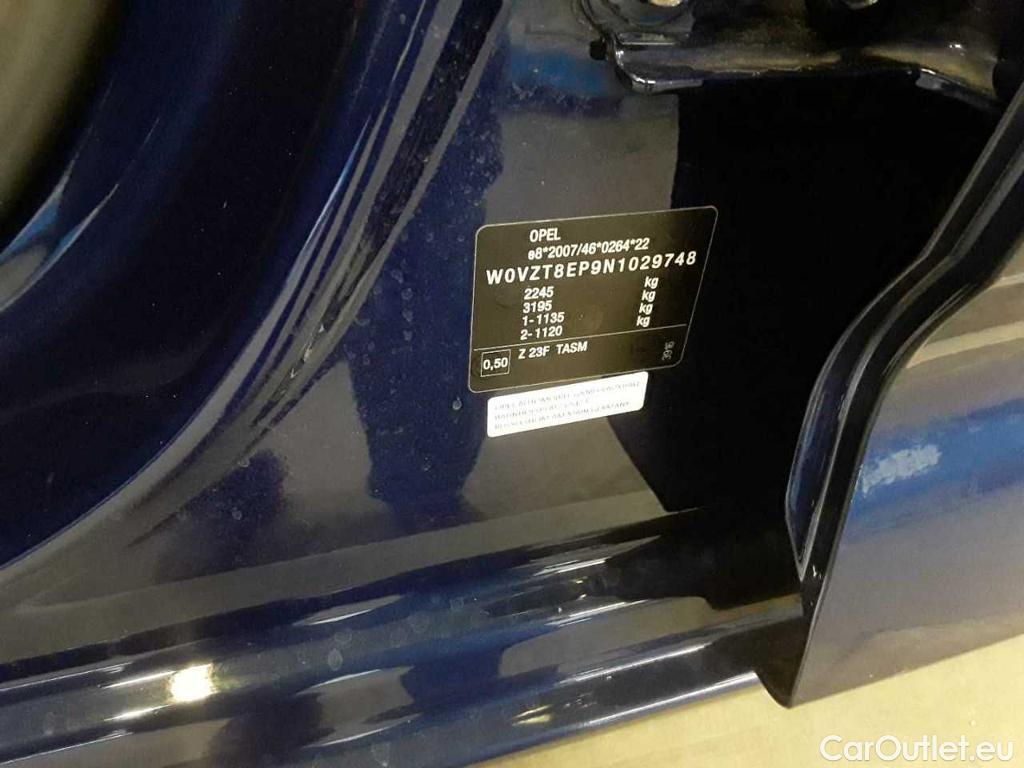 OPEL
e8*2007/46*0264*22
W0VZT8EP9N1029748
2245 kg
3195 kg
1-1135 kg
2-1120 kg
0,50 Z 23F TASM 3916
CarOutlet.eu